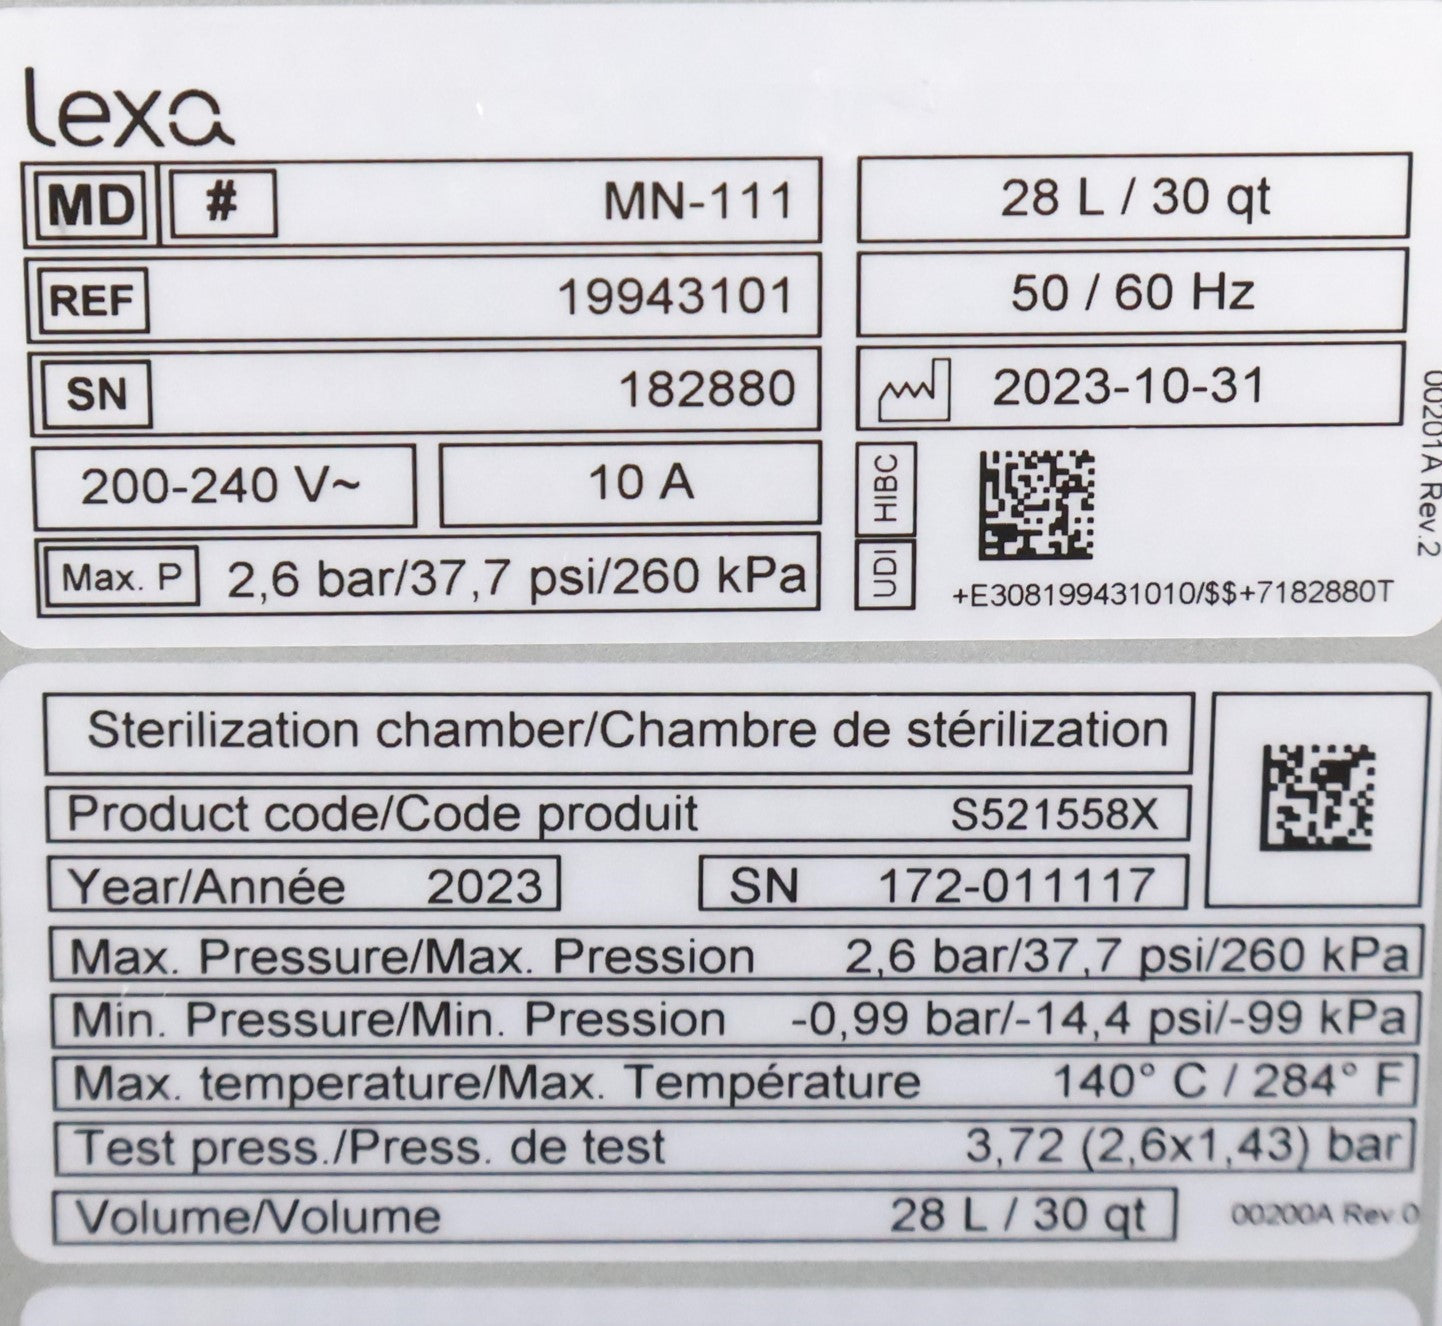 lexa
MD # MN-111
REF 19943101
SN 182880
200-240 V~ 10 A
Max. P 2,6 bar/37,7 psi/260 kPa
28 L / 30 qt
50 / 60 Hz
2023-10-31
HIBC
UDI
+E308199431010/$$+7182880T
00201A Rev.2
Sterilization chamber/Chambre de stérilization
Product code/Code produit S521558X
Year/Année 2023 SN 172-011117
Max. Pressure/Max. Pression 2,6 bar/37,7 psi/260 kPa
Min. Pressure/Min. Pression -0,99 bar/-14,4 psi/-99 kPa
Max. temperature/Max. Température 140° C / 284° F
Test press./Press. de test 3,72 (2,6x1,43) bar
Volume/Volume 28 L / 30 qt
00200A Rev.0